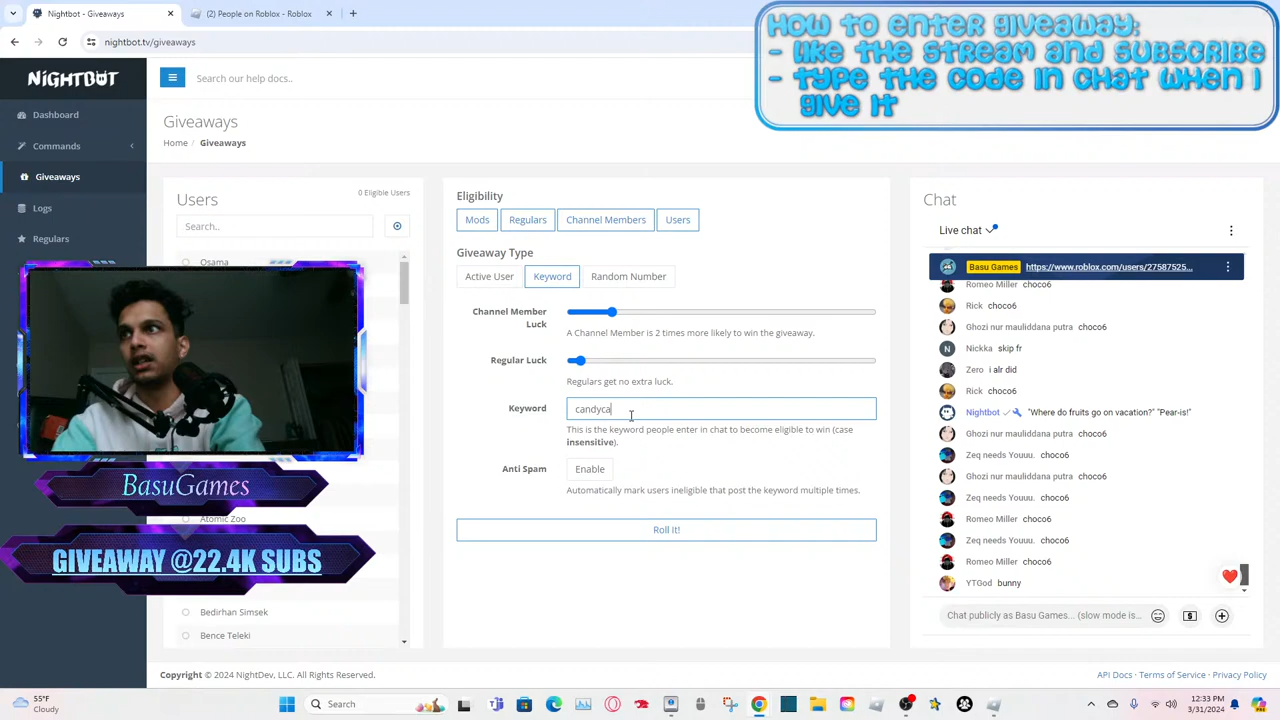 Nightbot - Giveaways
(2) People on Roblox - Roblox
nightbot.tv/giveaways
HOW TO ENTER GIVEAWAY:
- LIKE THE STREAM AND SUBSCRIBE
- TYPE THE CODE IN CHAT WHEN I
GIVE IT
NIGHTBOT
Search our help docs..
Dashboard
Commands
Giveaways
Logs
Regulars
Giveaways
Home / Giveaways
Users
0 Eligible Users
Search..
Osama
Atomic Zoo
Bedirhan Simsek
Bence Teleki
BasuGames
GIVEAWAY @22.4K SUBS
Eligibility
Mods
Regulars
Channel Members
Users
Giveaway Type
Active User
Keyword
Random Number
Channel Member
Luck
A Channel Member is 2 times more likely to win the giveaway.
Regular Luck
Regulars get no extra luck.
Keyword
candyca
This is the keyword people enter in chat to become eligible to win (case
insensitive).
Anti Spam
Enable
Automatically mark users ineligible that post the keyword multiple times.
Roll It!
Chat
Live chat
Basu Games https://www.roblox.com/users/27587525...
Romeo Miller choco6
Rick choco6
Ghozi nur mauliddana putra choco6
N Nickka skip fr
Zero i alr did
Rick choco6
Nightbot "Where do fruits go on vacation?" "Pear-is!"
Ghozi nur mauliddana putra choco6
Zeq needs Youuu. choco6
Ghozi nur mauliddana putra choco6
Zeq needs Youuu. choco6
Romeo Miller choco6
Zeq needs Youuu. choco6
Romeo Miller choco6
YTGod bunny
Chat publicly as Basu Games... (slow mode is...
Copyright © 2024 NightDev, LLC. All Rights Reserved.
API Docs - Terms of Service - Privacy Policy
55°F
Cloudy
Search
12:33 PM
3/31/2024